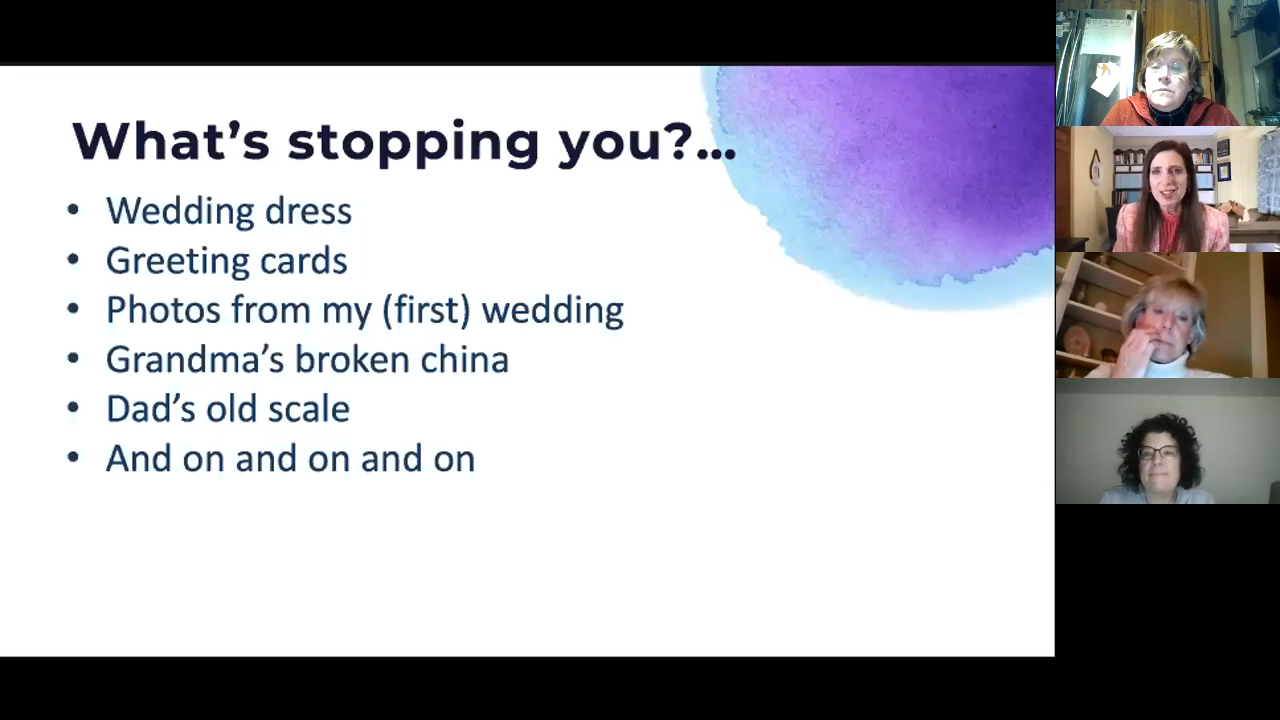 What's stopping you?...
• Wedding dress
• Greeting cards
• Photos from my (first) wedding
• Grandma's broken china
• Dad's old scale
• And on and on and on